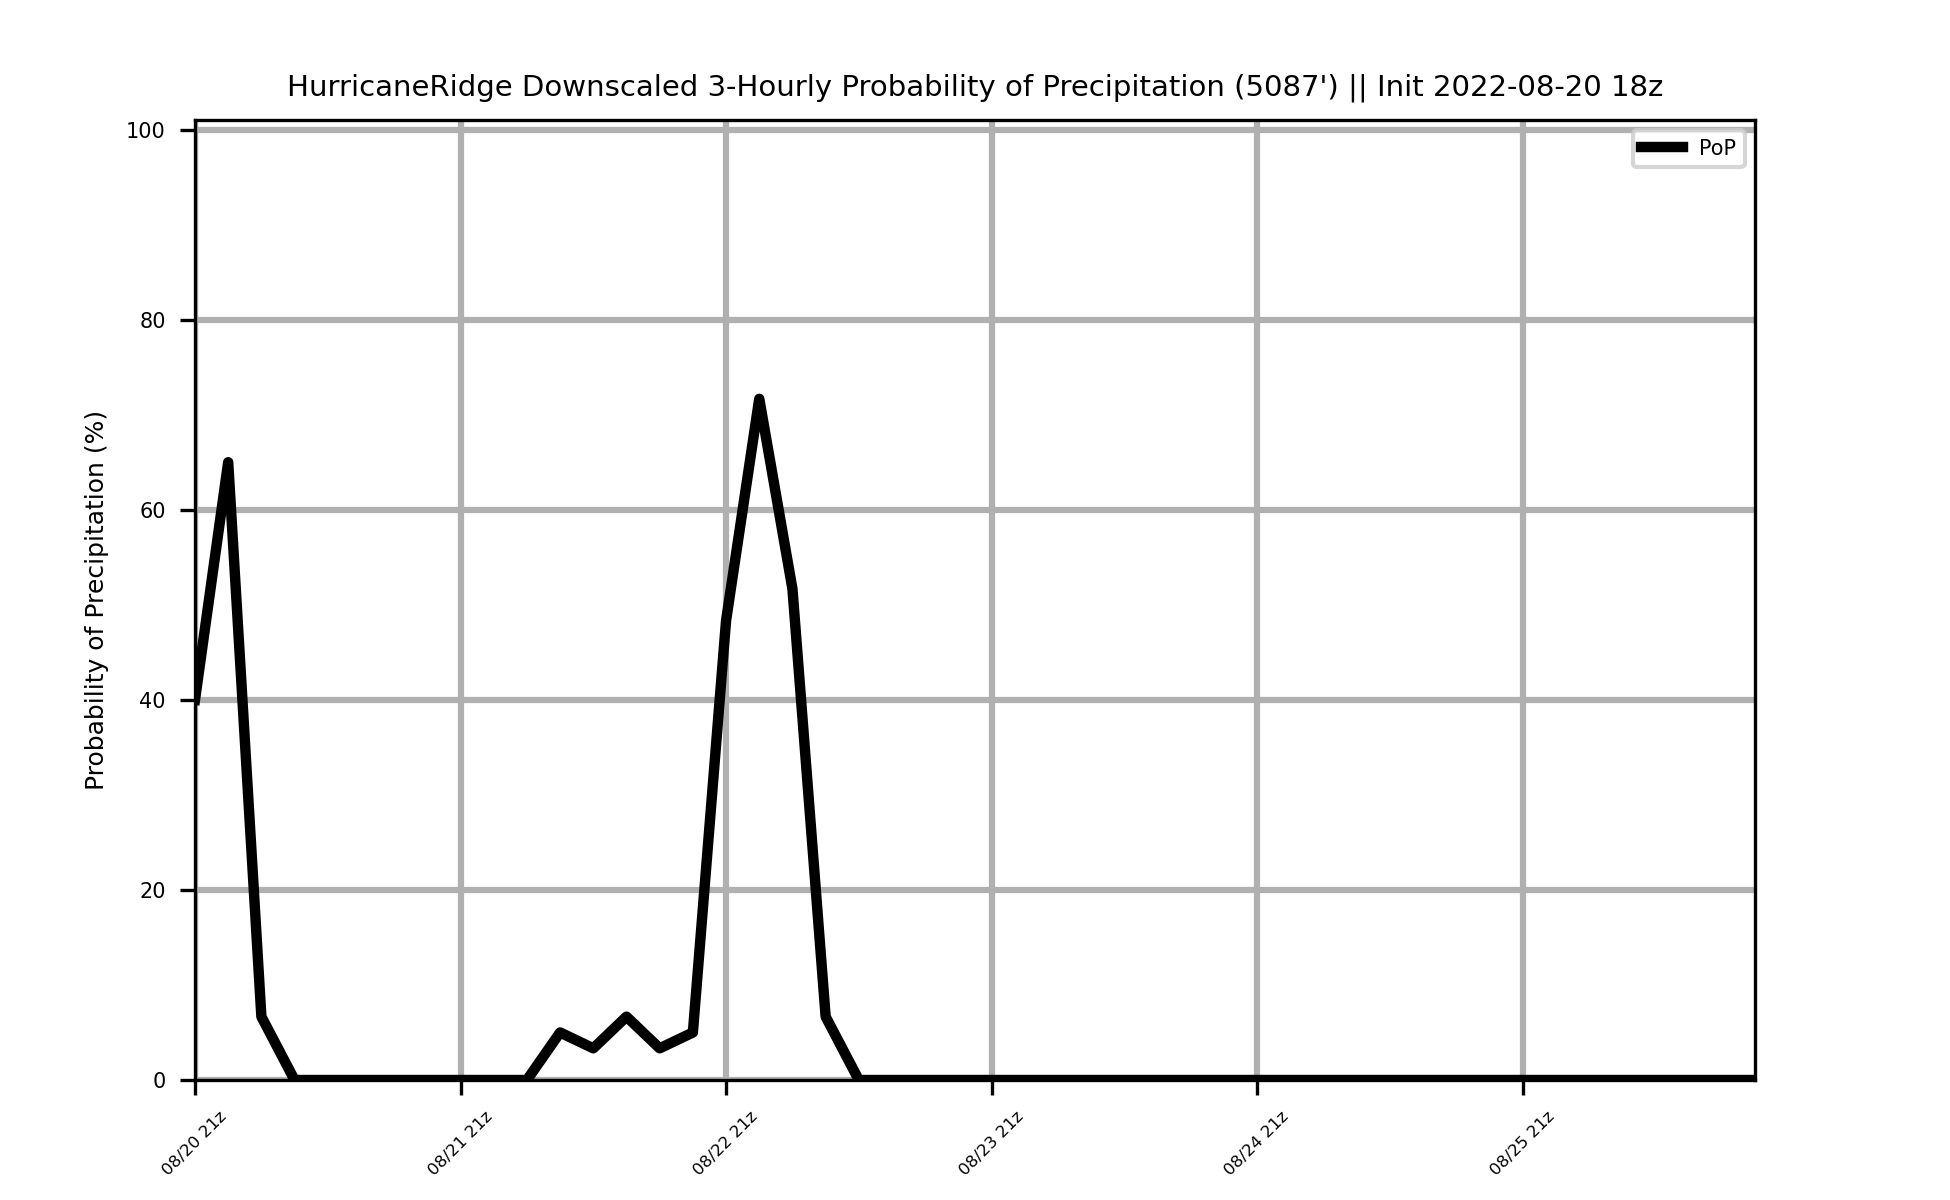 HurricaneRidge Downscaled 3-Hourly Probability of Precipitation (5087') || Init 2022-08-20 18z
PoP
Probability of Precipitation (%)
100
80
60
40
20
0
08/20 21z
08/21 21z
08/22 21z
08/23 21z
08/24 21z
08/25 21z